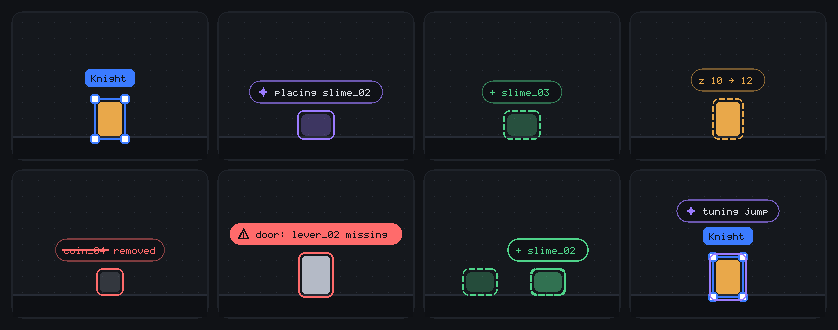 Knight
placing slime_02
+ slime_03
z 10 → 12
coin_04 removed
door: lever_02 missing
+ slime_02
tuning jump
Knight